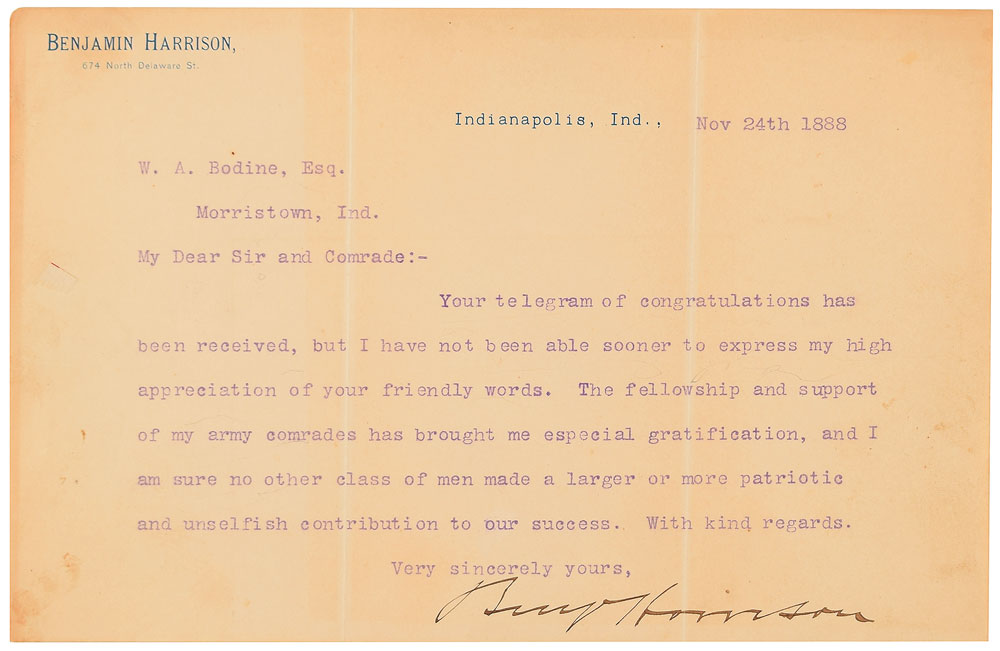 BENJAMIN HARRISON,
674 North Delaware St.
Indianapolis, Ind., Nov 24th 1888
W. A. Bodine, Esq.
Morristown, Ind.
My Dear Sir and Comrade:-
Your telegram of congratulations has
been received, but I have not been able sooner to express my high
appreciation of your friendly words. The fellowship and support
of my army comrades has brought me especial gratification, and I
am sure no other class of men made a larger or more patriotic
and unselfish contribution to our success. With kind regards.
Very sincerely yours,
Benj Harrison